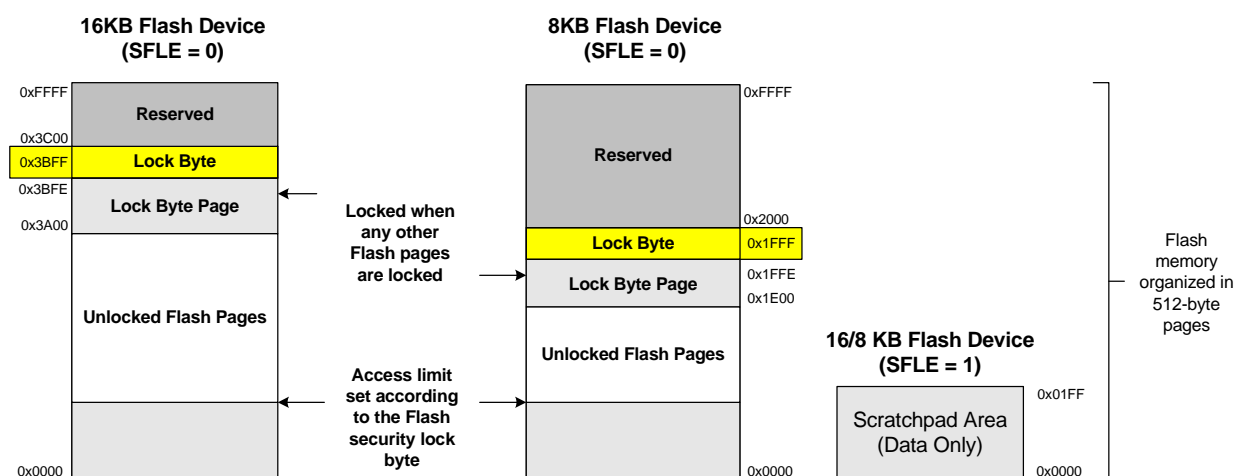 16KB Flash Device
(SFLE = 0)
0xFFFF
Reserved
0x3C00
0x3BFF
Lock Byte
0x3BFE
Lock Byte Page
0x3A00
Unlocked Flash Pages
0x0000
Locked when
any other
Flash pages
are locked
Access limit
set according
to the Flash
security lock
byte
8KB Flash Device
(SFLE = 0)
0xFFFF
Reserved
0x2000
Lock Byte
0x1FFF
0x1FFE
Lock Byte Page
0x1E00
Unlocked Flash Pages
0x0000
16/8 KB Flash Device
(SFLE = 1)
0x01FF
Scratchpad Area
(Data Only)
0x0000
Flash
memory
organized in
512-byte
pages